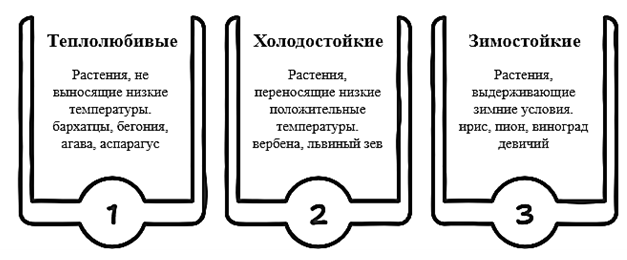 Теплолюбивые
Растения, не
выносящие низкие
температуры.
бархатцы, бегония,
агава, аспарагус
1
Холодостойкие
Растения,
переносящие низкие
положительные
температуры.
вербена, львиный зев
2
Зимостойкие
Растения,
выдерживающие
зимние условия.
ирис, пион, виноград
девичий
3